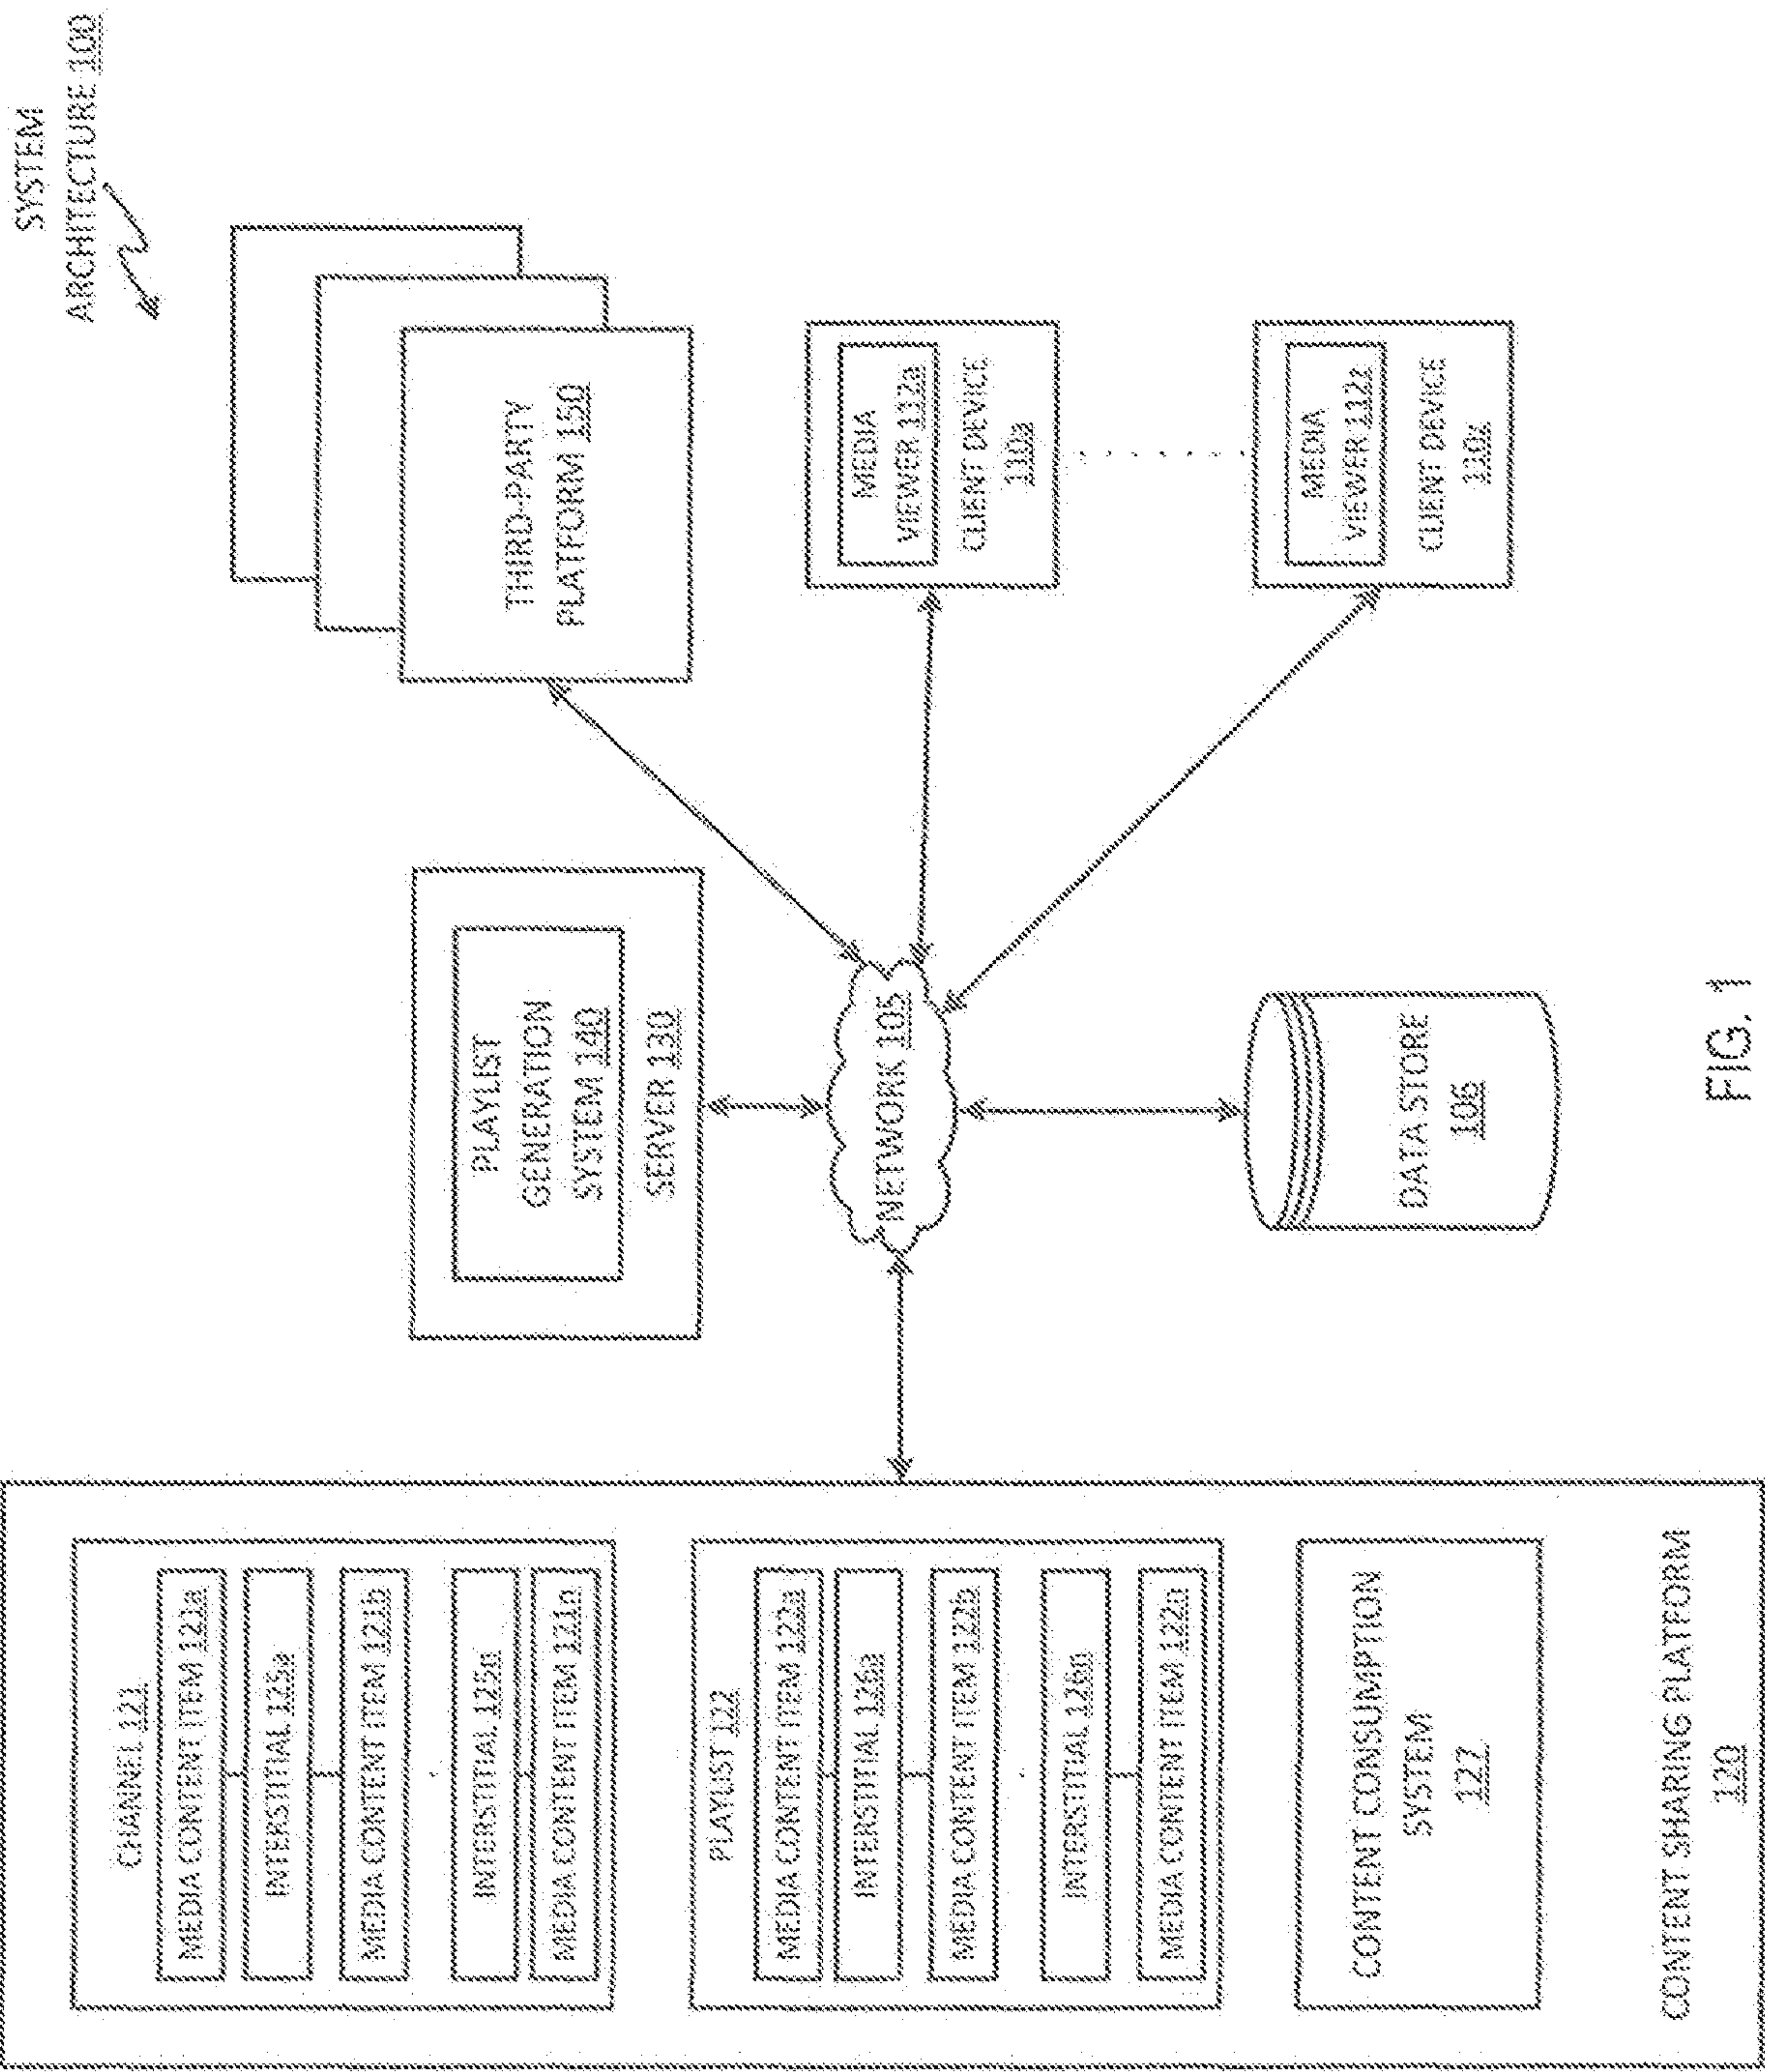 SYSTEM
ARCHITECTURE 100
CHANNEL 121
MEDIA CONTENT ITEM 121a
INTERSTITIAL 125a
MEDIA CONTENT ITEM 121b
INTERSTITIAL 125n
MEDIA CONTENT ITEM 121n
PLAYLIST 122
MEDIA CONTENT ITEM 122a
INTERSTITIAL 126a
MEDIA CONTENT ITEM 122b
INTERSTITIAL 126n
MEDIA CONTENT ITEM 122n
CONTENT CONSUMPTION
SYSTEM
127
CONTENT SHARING PLATFORM
120
PLAYLIST
GENERATION
SYSTEM 140
SERVER 130
NETWORK 105
DATA STORE
106
THIRD-PARTY
PLATFORM 150
MEDIA
VIEWER 112a
CLIENT DEVICE
110a
MEDIA
VIEWER 112z
CLIENT DEVICE
110z
FIG. 1